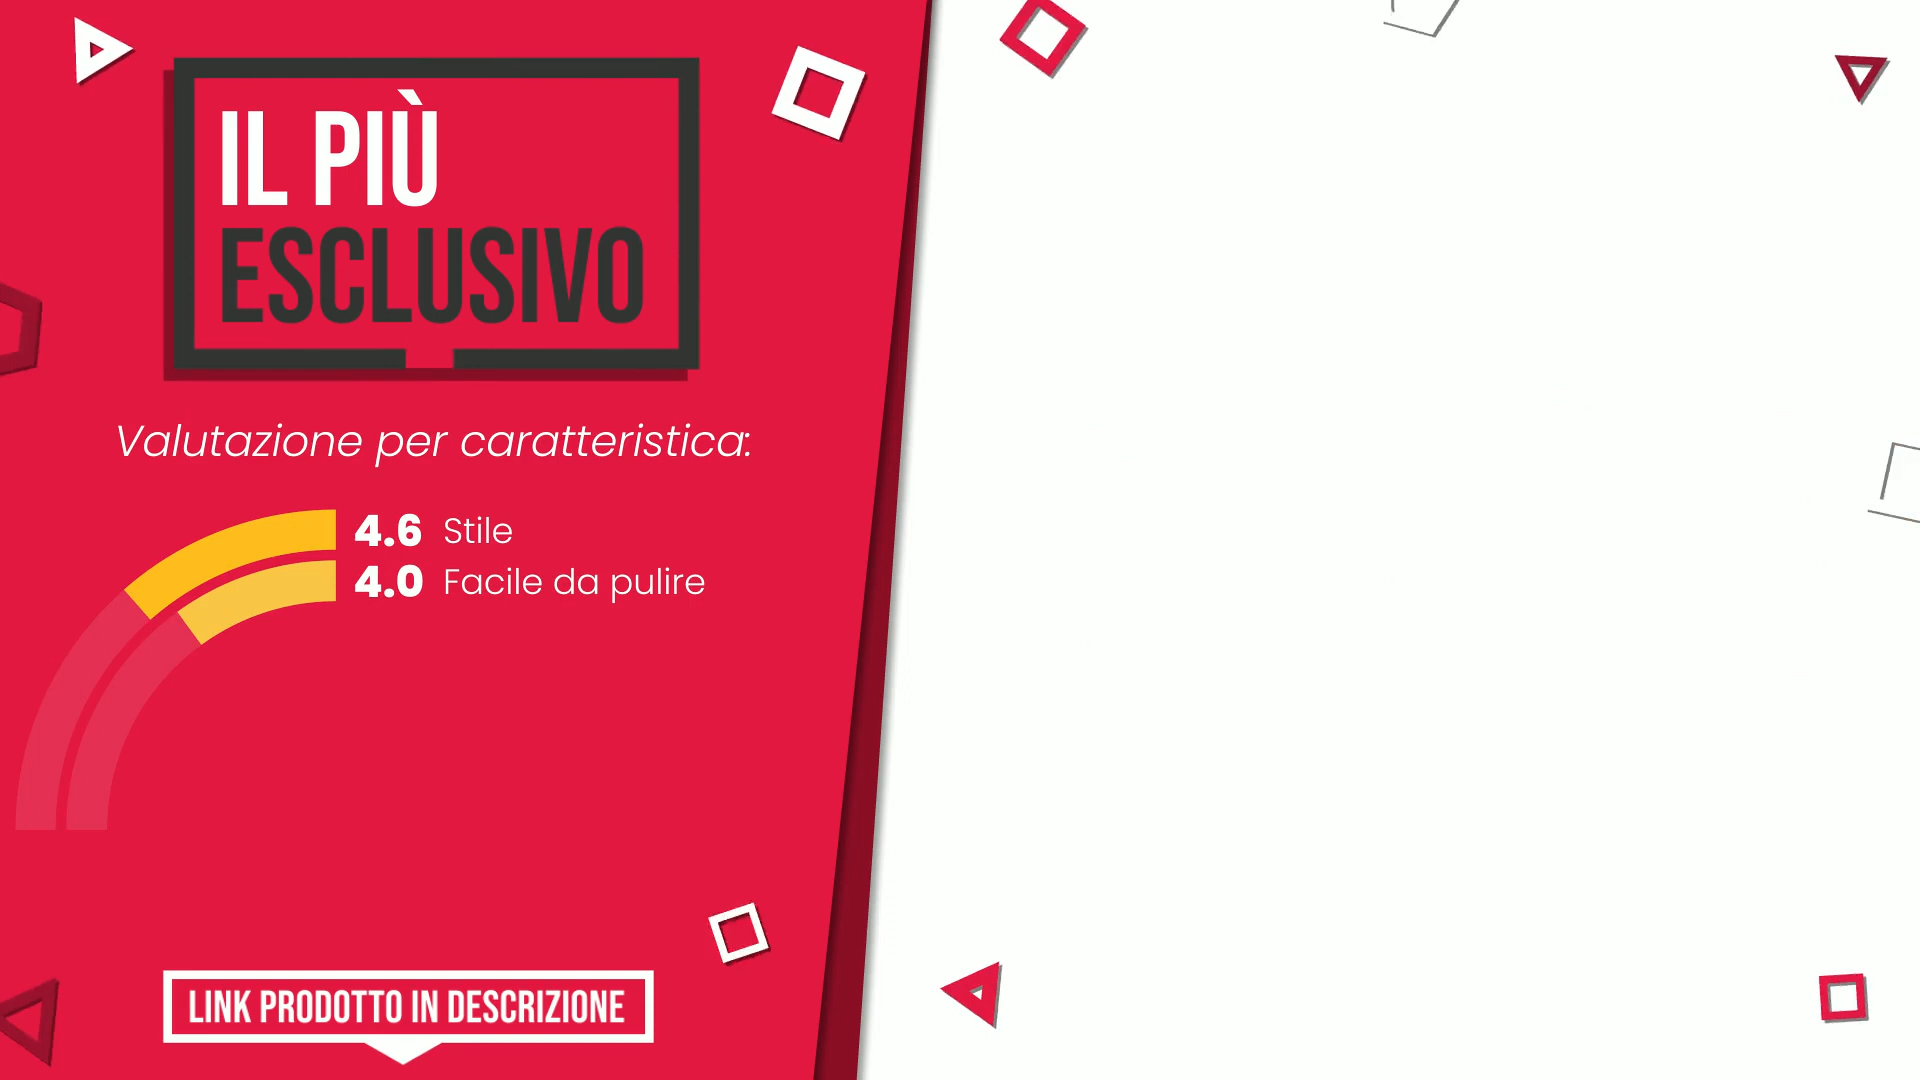 IL PIÙ
ESCLUSIVO
Valutazione per caratteristica:
4.6 Stile
4.0 Facile da pulire
LINK PRODOTTO IN DESCRIZIONE